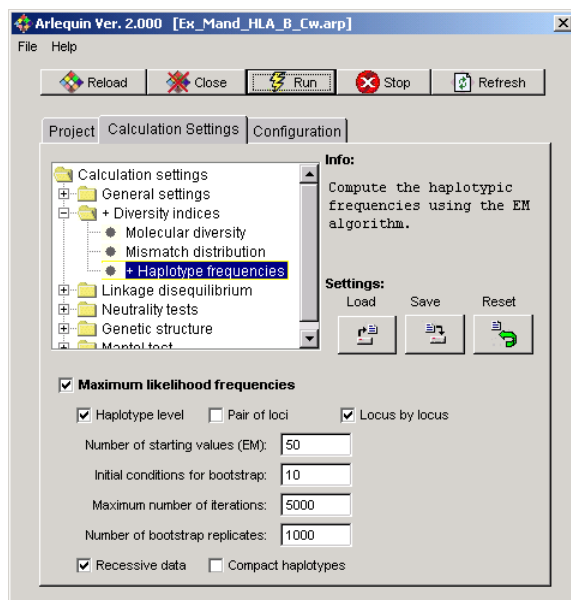 Arlequin Ver. 2.000 [Ex_Mand_HLA_B_Cw.arp]
File Help
Reload Close Run Stop Refresh
Project Calculation Settings Configuration
Calculation settings
General settings
+ Diversity indices
Molecular diversity
Mismatch distribution
+ Haplotype frequencies
Linkage disequilibrium
Neutrality tests
Genetic structure
Mantel test
Info:
Compute the haplotypic
frequencies using the EM
algorithm.
Settings:
Load Save Reset
Maximum likelihood frequencies
Haplotype level Pair of loci Locus by locus
Number of starting values (EM): 50
Initial conditions for bootstrap: 10
Maximum number of iterations: 5000
Number of bootstrap replicates: 1000
Recessive data Compact haplotypes